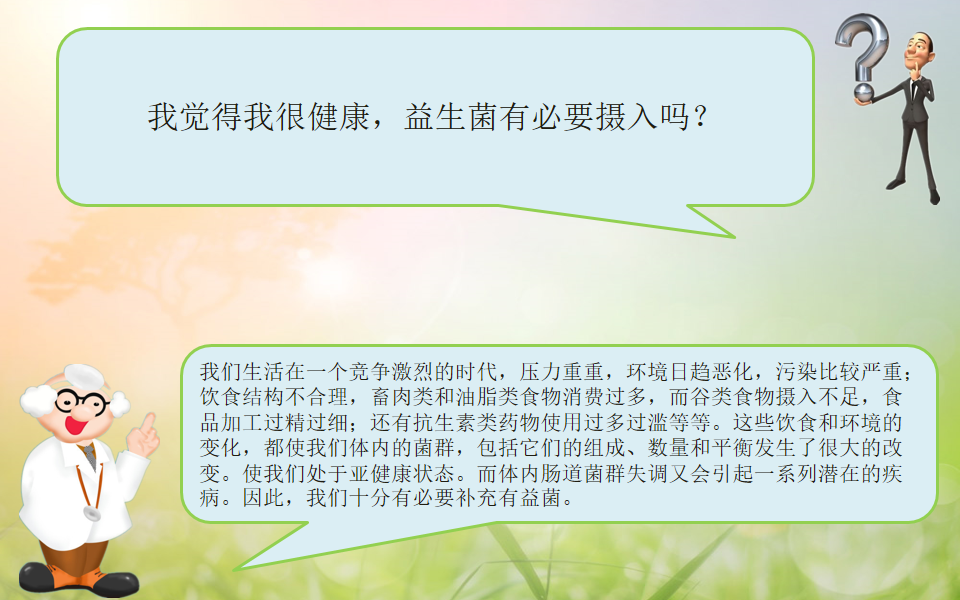 我觉得我很健康，益生菌有必要摄入吗？
我们生活在一个竞争激烈的时代，压力重重，环境日趋恶化，污染比较严重；
饮食结构不合理，畜肉类和油脂类食物消费过多，而谷类食物摄入不足，食
品加工过精过细；还有抗生素类药物使用过多过滥等等。这些饮食和环境的
变化，都使我们体内的菌群，包括它们的组成、数量和平衡发生了很大的改
变。使我们处于亚健康状态。而体内肠道菌群失调又会引起一系列潜在的疾
病。因此，我们十分有必要补充有益菌。